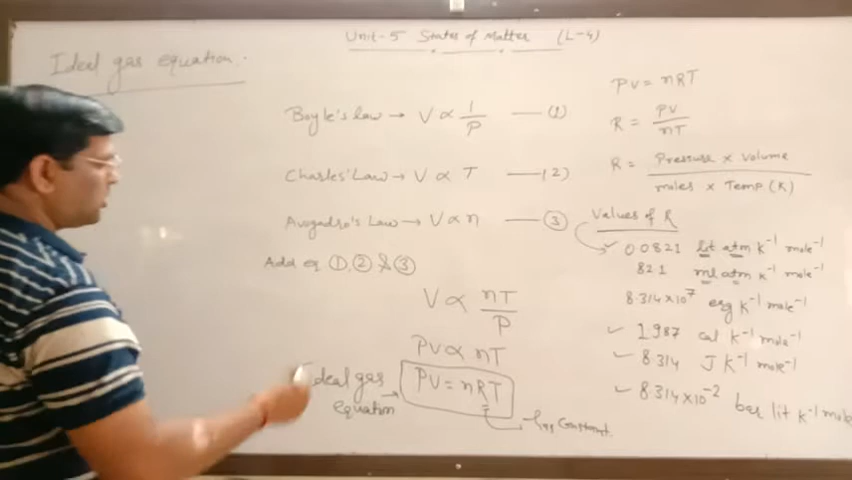 Unit-5 States of Matter (L-4)
Ideal gas equation.
Boyle's law → V ∝ 1/P —— (1)
Charles' Law → V ∝ T —— (2)
Avogadro's Law → V ∝ n —— ③
Add eq ①, ② & ③
V ∝ nT/P
PV ∝ nT
Ideal gas equation → PV = nRT
gas Constant.
PV = nRT
R = PV/nT
R = Pressure × Volume / moles × Temp (K)
Values of R
✓ 0.0821 lit atm K⁻¹ mole⁻¹
82.1 ml atm K⁻¹ mole⁻¹
8.314×10⁷ erg K⁻¹ mole⁻¹
✓ 1.987 cal K⁻¹ mole⁻¹
✓ 8.314 J K⁻¹ mole⁻¹
✓ 8.314×10⁻² bar lit K⁻¹ mole